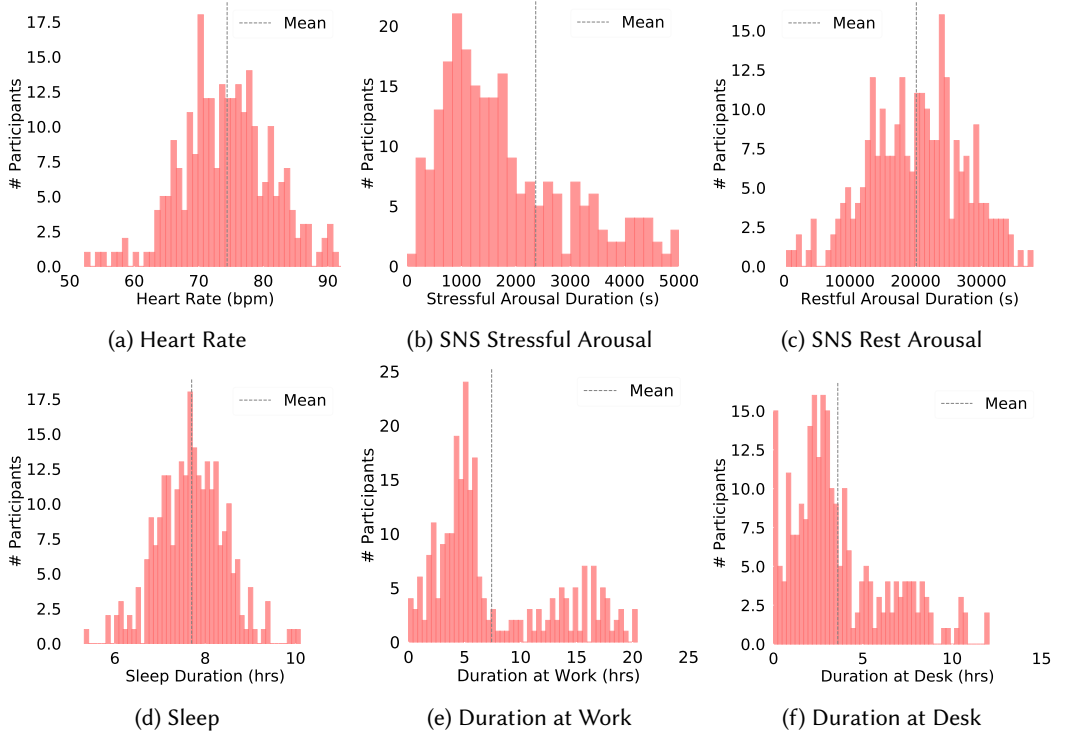 17.5
15.0
12.5
10.0
7.5
5.0
2.5
0.0
# Participants
Mean
50 60 70 80 90
Heart Rate (bpm)
(a) Heart Rate
20
15
10
5
0
# Participants
Mean
0 1000 2000 3000 4000 5000
Stressful Arousal Duration (s)
(b) SNS Stressful Arousal
15.0
12.5
10.0
7.5
5.0
2.5
0.0
# Participants
Mean
0 10000 20000 30000
Restful Arousal Duration (s)
(c) SNS Rest Arousal
17.5
15.0
12.5
10.0
7.5
5.0
2.5
0.0
# Participants
Mean
6 8 10
Sleep Duration (hrs)
(d) Sleep
25
20
15
10
5
0
# Participants
Mean
0 5 10 15 20 25
Duration at Work (hrs)
(e) Duration at Work
15.0
12.5
10.0
7.5
5.0
2.5
0.0
# Participants
Mean
0 5 10 15
Duration at Desk (hrs)
(f) Duration at Desk